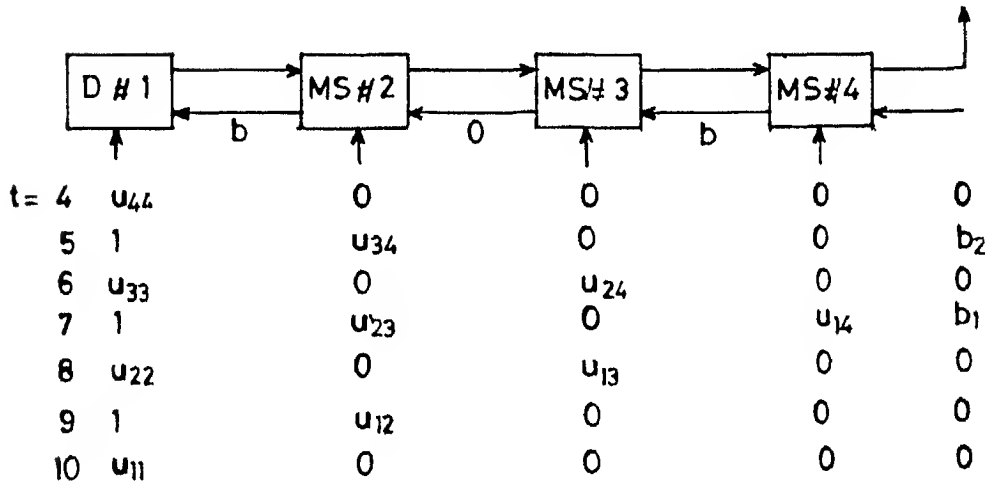 D #1 MS#2 MS#3 MS#4
b 0 b
t= 4 u44 0 0 0 0
5 1 u34 0 0 b2
6 u33 0 u24 0 0
7 1 u23 0 u14 b1
8 u22 0 u13 0 0
9 1 u12 0 0 0
10 u11 0 0 0 0